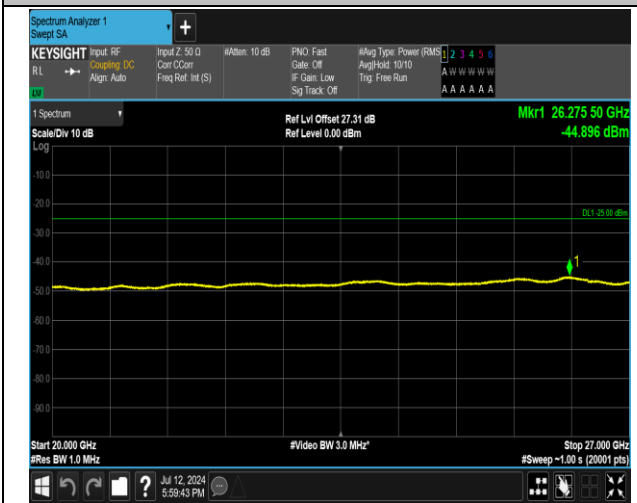 Spectrum Analyzer 1
Swept SA
+
KEYSIGHT
Input: RF
Input Z: 50 Ω
#Atten: 10 dB
PNO: Fast
#Avg Type: Power (RMS
1 2 3 4 5 6
RL
Coupling: DC
Corr CCorr
Gate: Off
Avg|Hold: 10/10
Align: Auto
Freq Ref: Int (S)
IF Gain: Low
Trig: Free Run
A W W W W W
Sig Track: Off
A A A A A A
LXI
1 Spectrum
Ref Lvl Offset 27.31 dB
Mkr1 26.275 50 GHz
Scale/Div 10 dB
Ref Level 0.00 dBm
-44.896 dBm
Log
-10.0
-20.0
DL1 -25.00 dBm
-30.0
-40.0
1
-50.0
-60.0
-70.0
-80.0
-90.0
Start 20.000 GHz
#Video BW 3.0 MHz*
Stop 27.000 GHz
#Res BW 1.0 MHz
#Sweep ~1.00 s (20001 pts)
?
Jul 12, 2024
5:59:43 PM